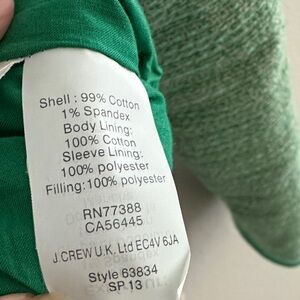 Shell : 99% Cotton
1% Spandex
Body Lining:
100% Cotton
Sleeve Lining:
100% polyester
Filling:100% polyester
RN77388
CA56445
J.CREW U.K. Ltd EC4V 6JA
Style 63834
SP 13